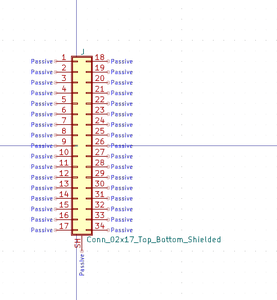 J
Passive 1 18 Passive
Passive 2 19 Passive
Passive 3 20 Passive
Passive 4 21 Passive
Passive 5 22 Passive
Passive 6 23 Passive
Passive 7 24 Passive
Passive 8 25 Passive
Passive 9 26 Passive
Passive 10 27 Passive
Passive 11 28 Passive
Passive 12 29 Passive
Passive 13 30 Passive
Passive 14 31 Passive
Passive 15 32 Passive
Passive 16 33 Passive
Passive 17 34 Passive
Conn_02x17_Top_Bottom_Shielded
SH
Passive